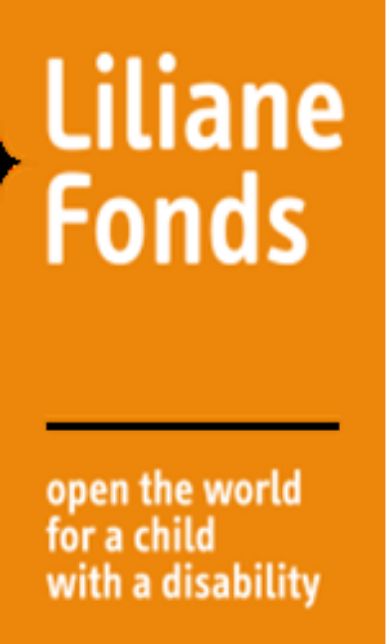 Liliane
Fonds
open the world
for a child
with a disability